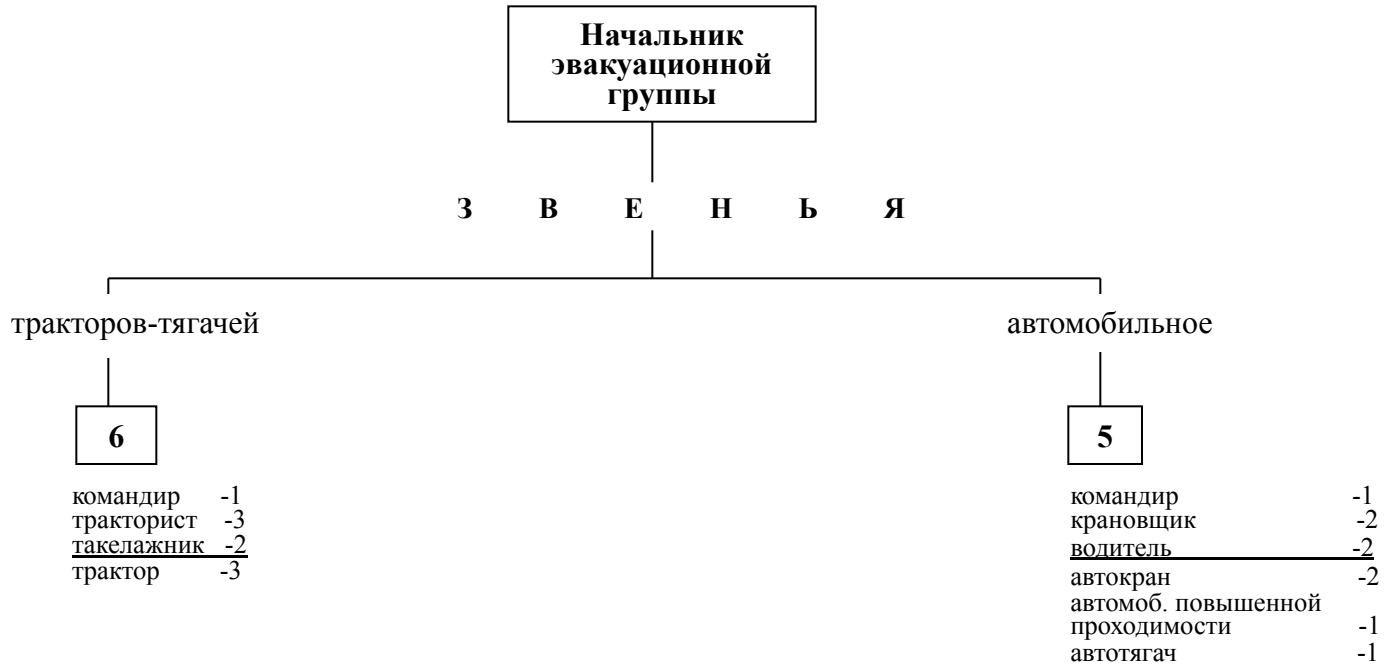 Начальник
эвакуационной
группы
З В Е Н Ь Я
тракторов-тягачей
6
командир -1
тракторист -3
такелажник -2
трактор -3
автомобильное
5
командир -1
крановщик -2
водитель -2
автокран -2
автомоб. повышенной
проходимости -1
автотягач -1